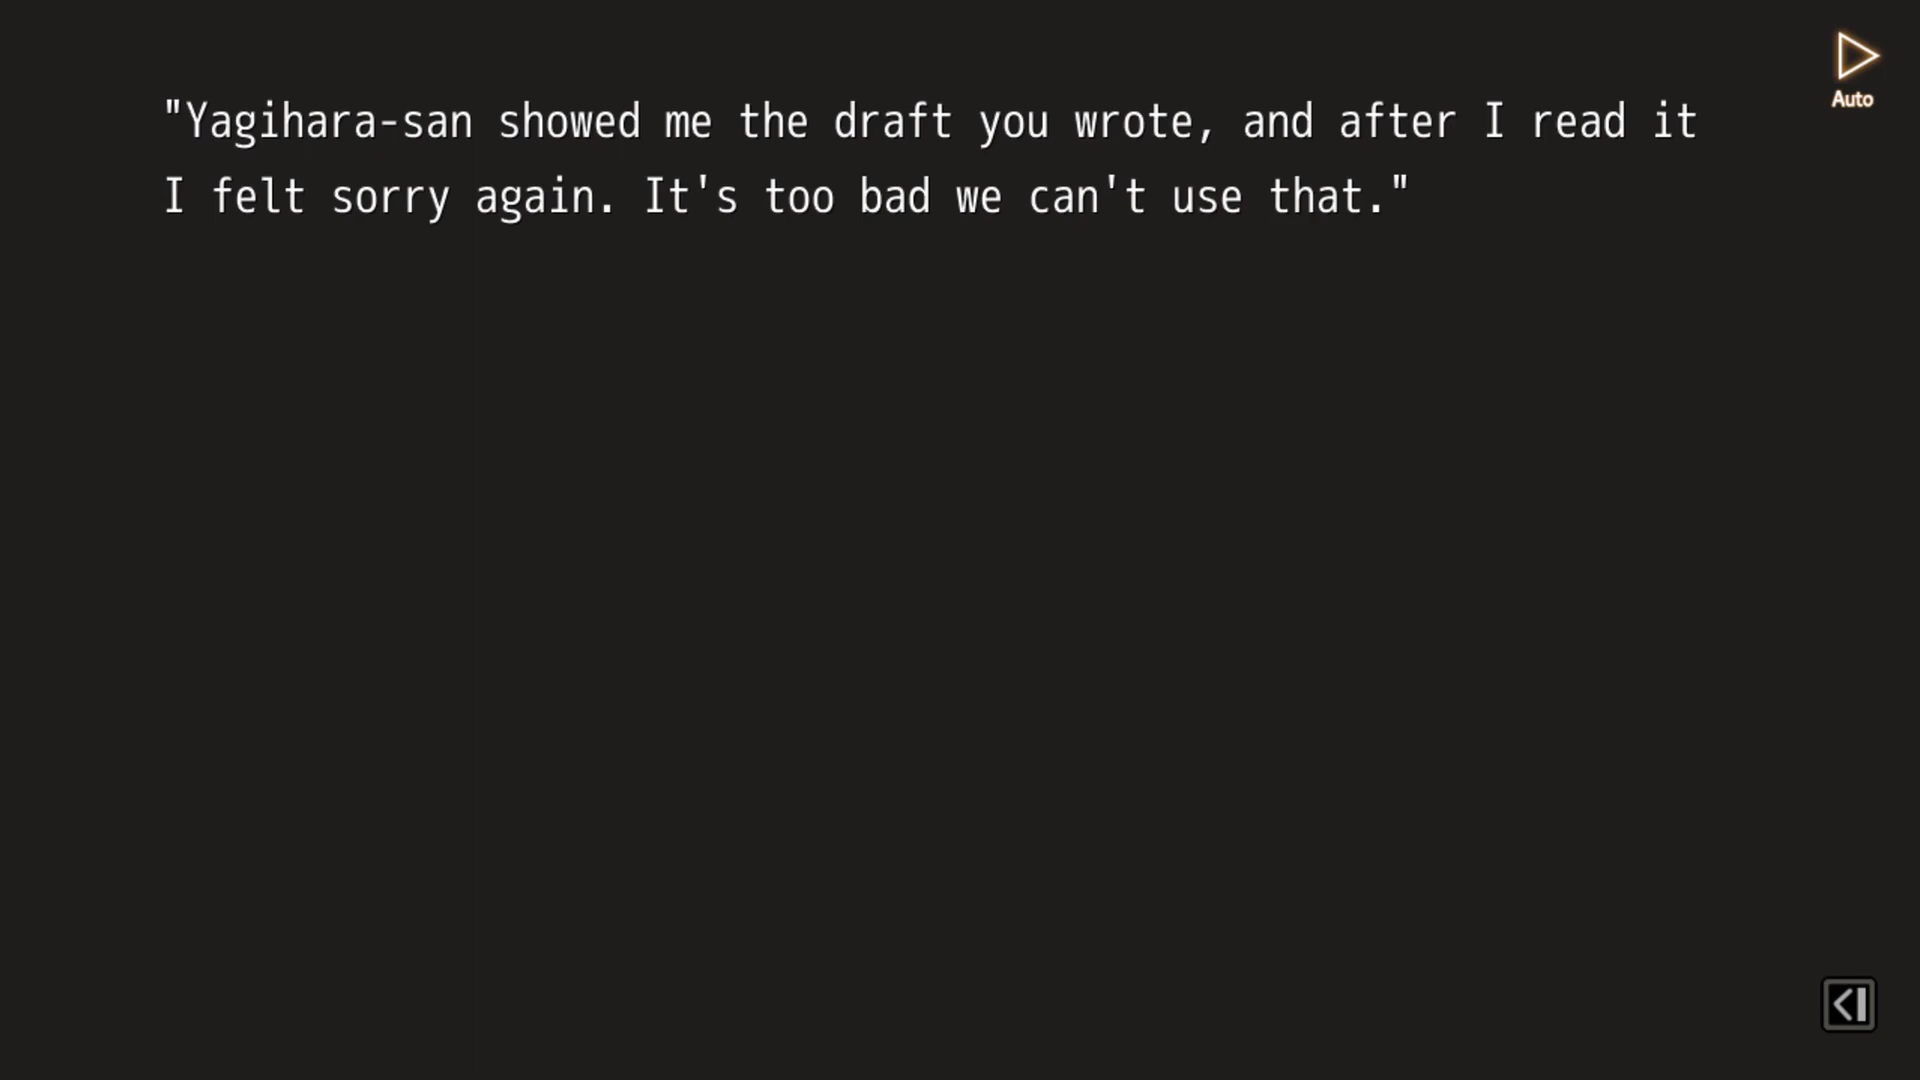 "Yagihara-san showed me the draft you wrote, and after I read it
I felt sorry again. It's too bad we can't use that."
Auto